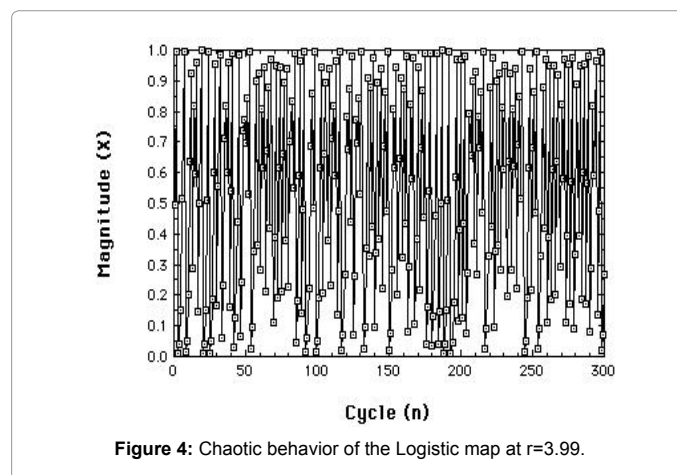 1.0
0.9
0.8
0.7
0.6
0.5
0.4
0.3
0.2
0.1
0.0
Magnitude (x)
0 50 100 150 200 250 300
Cycle (n)
Figure 4: Chaotic behavior of the Logistic map at r=3.99.